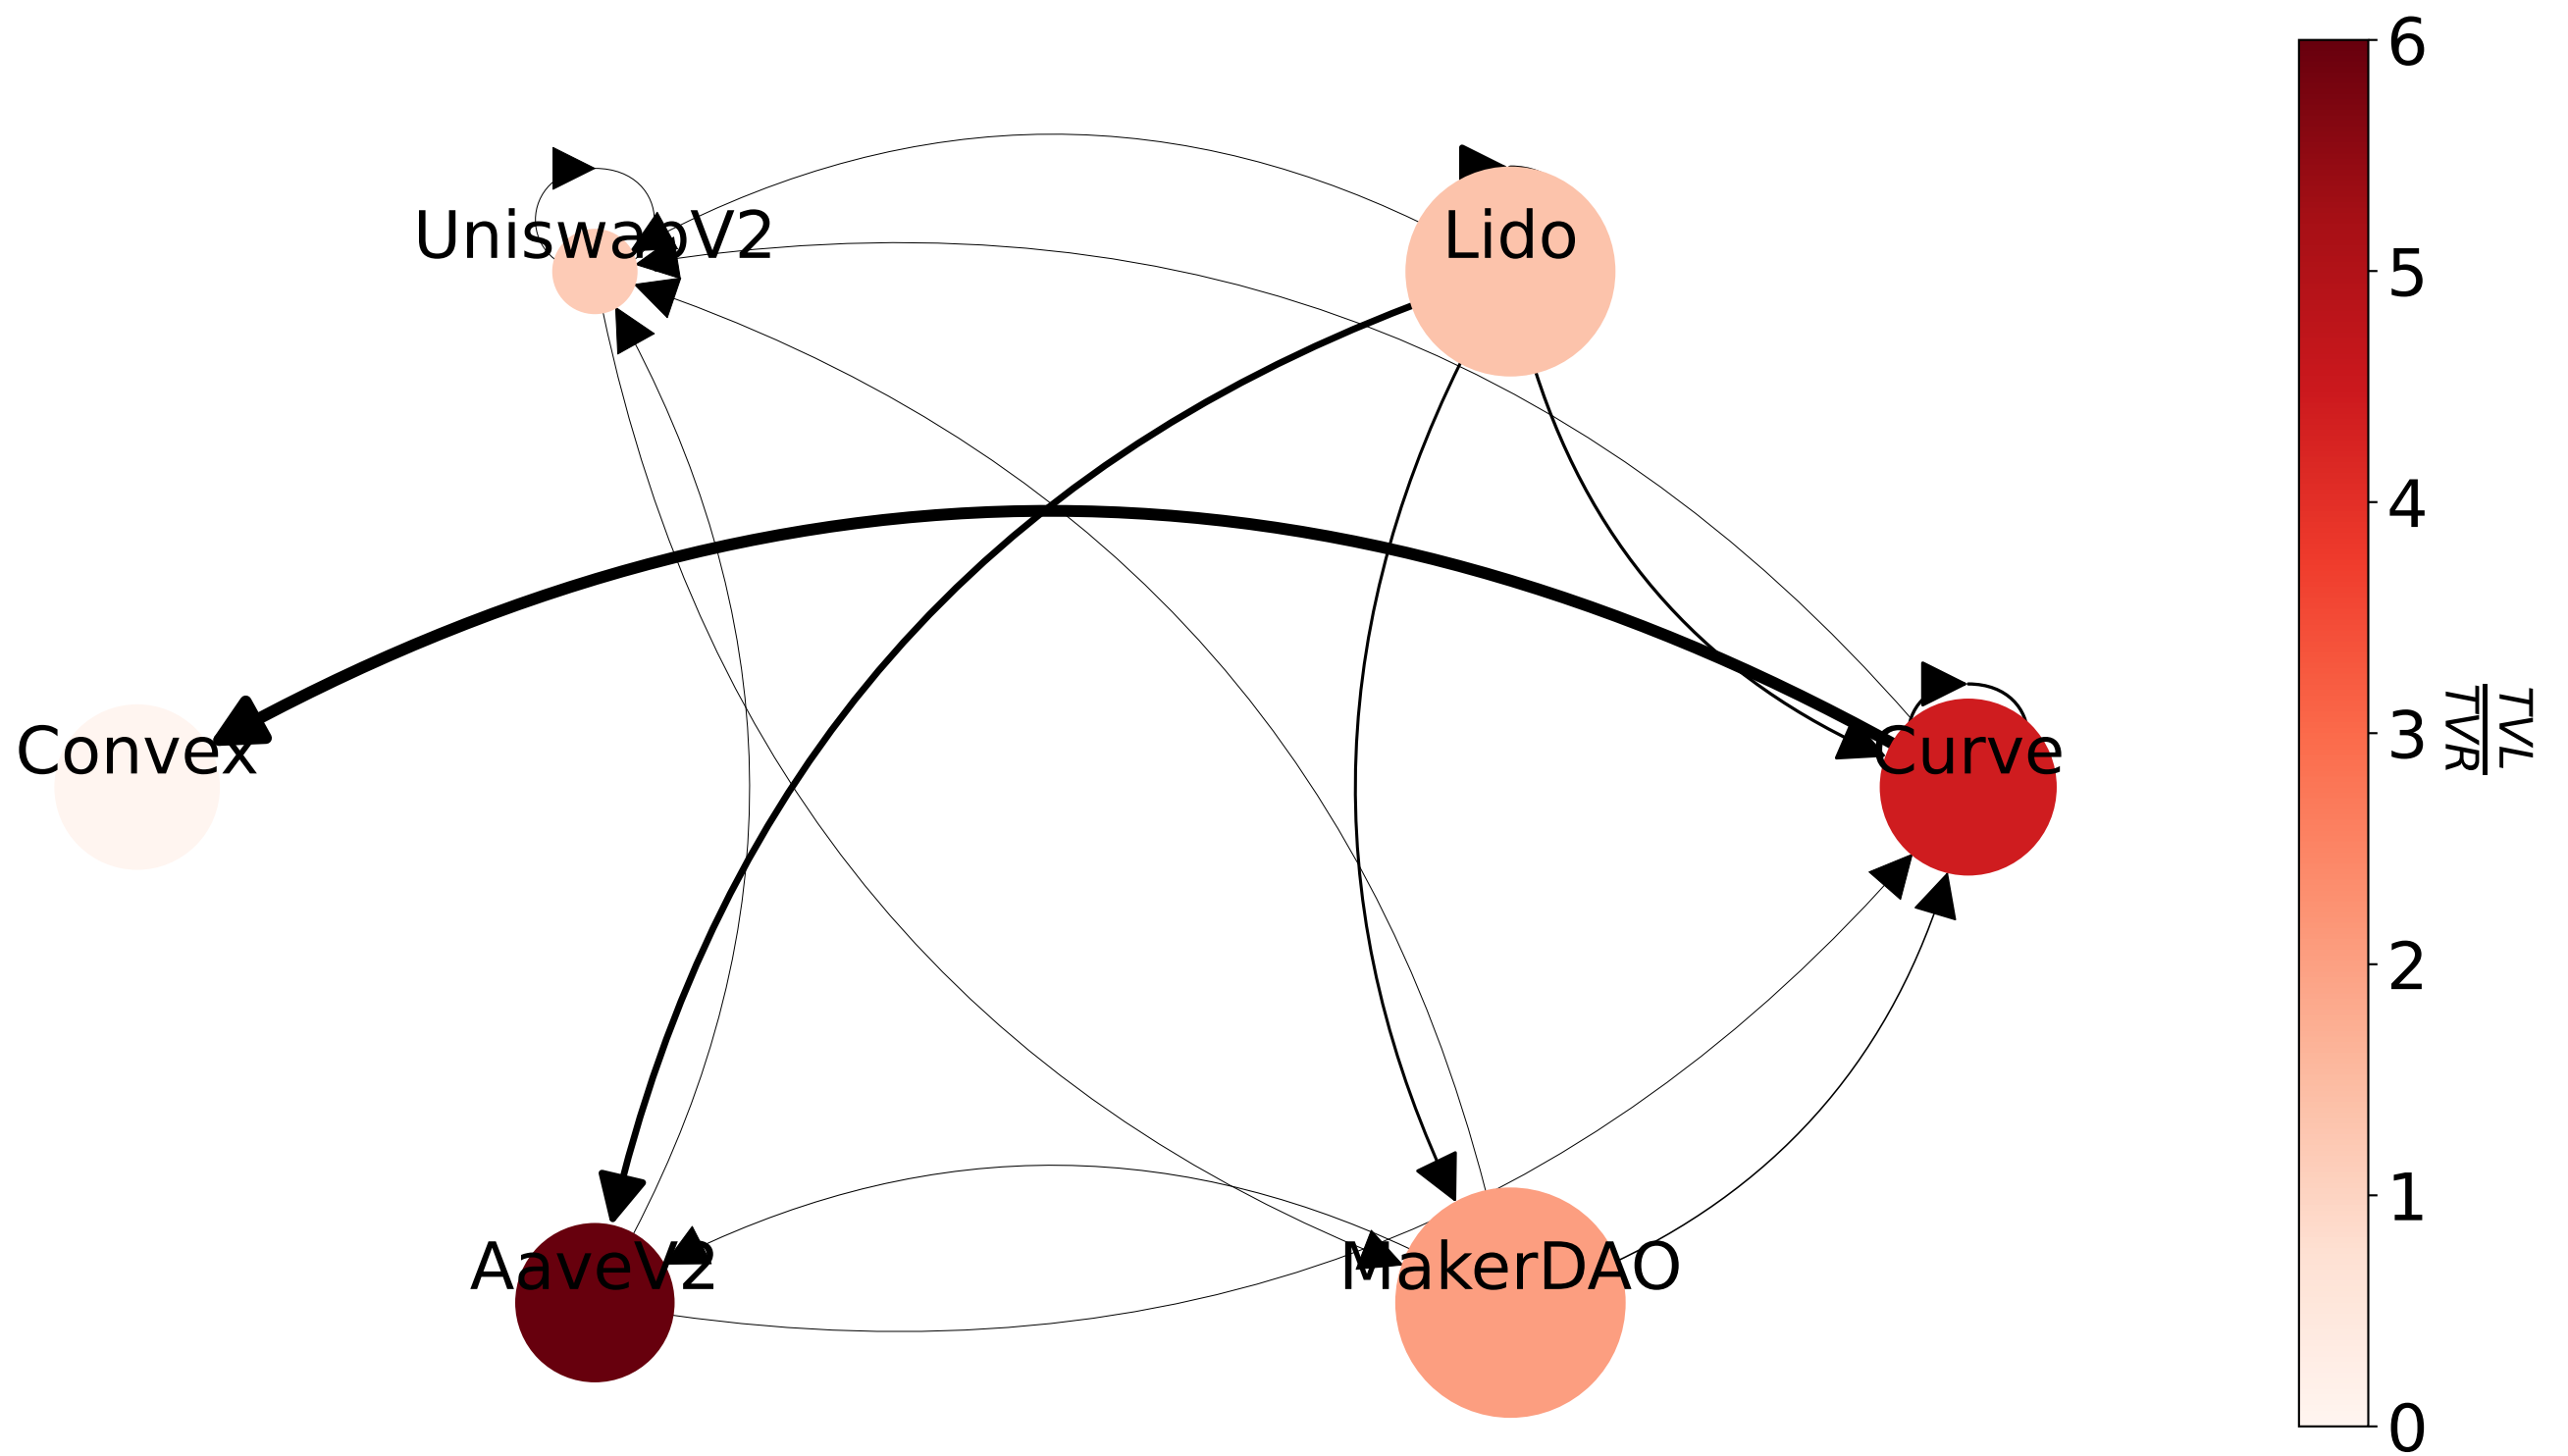 UniswapV2
Lido
Convex
Curve
AaveV2
MakerDAO
6
5
4
3
2
1
0
TVL
TVR